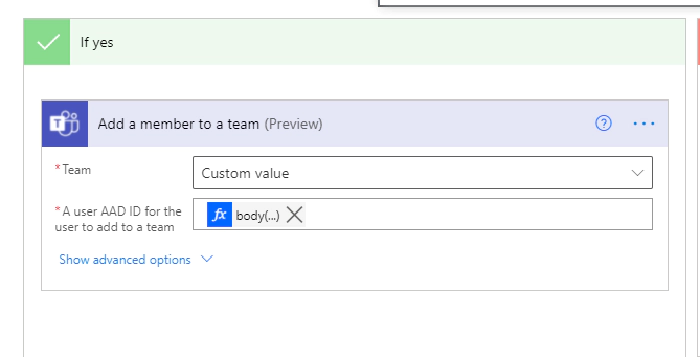 If yes
Add a member to a team (Preview)
* Team
Custom value
* A user AAD ID for the
user to add to a team
fx body(...)
Show advanced options